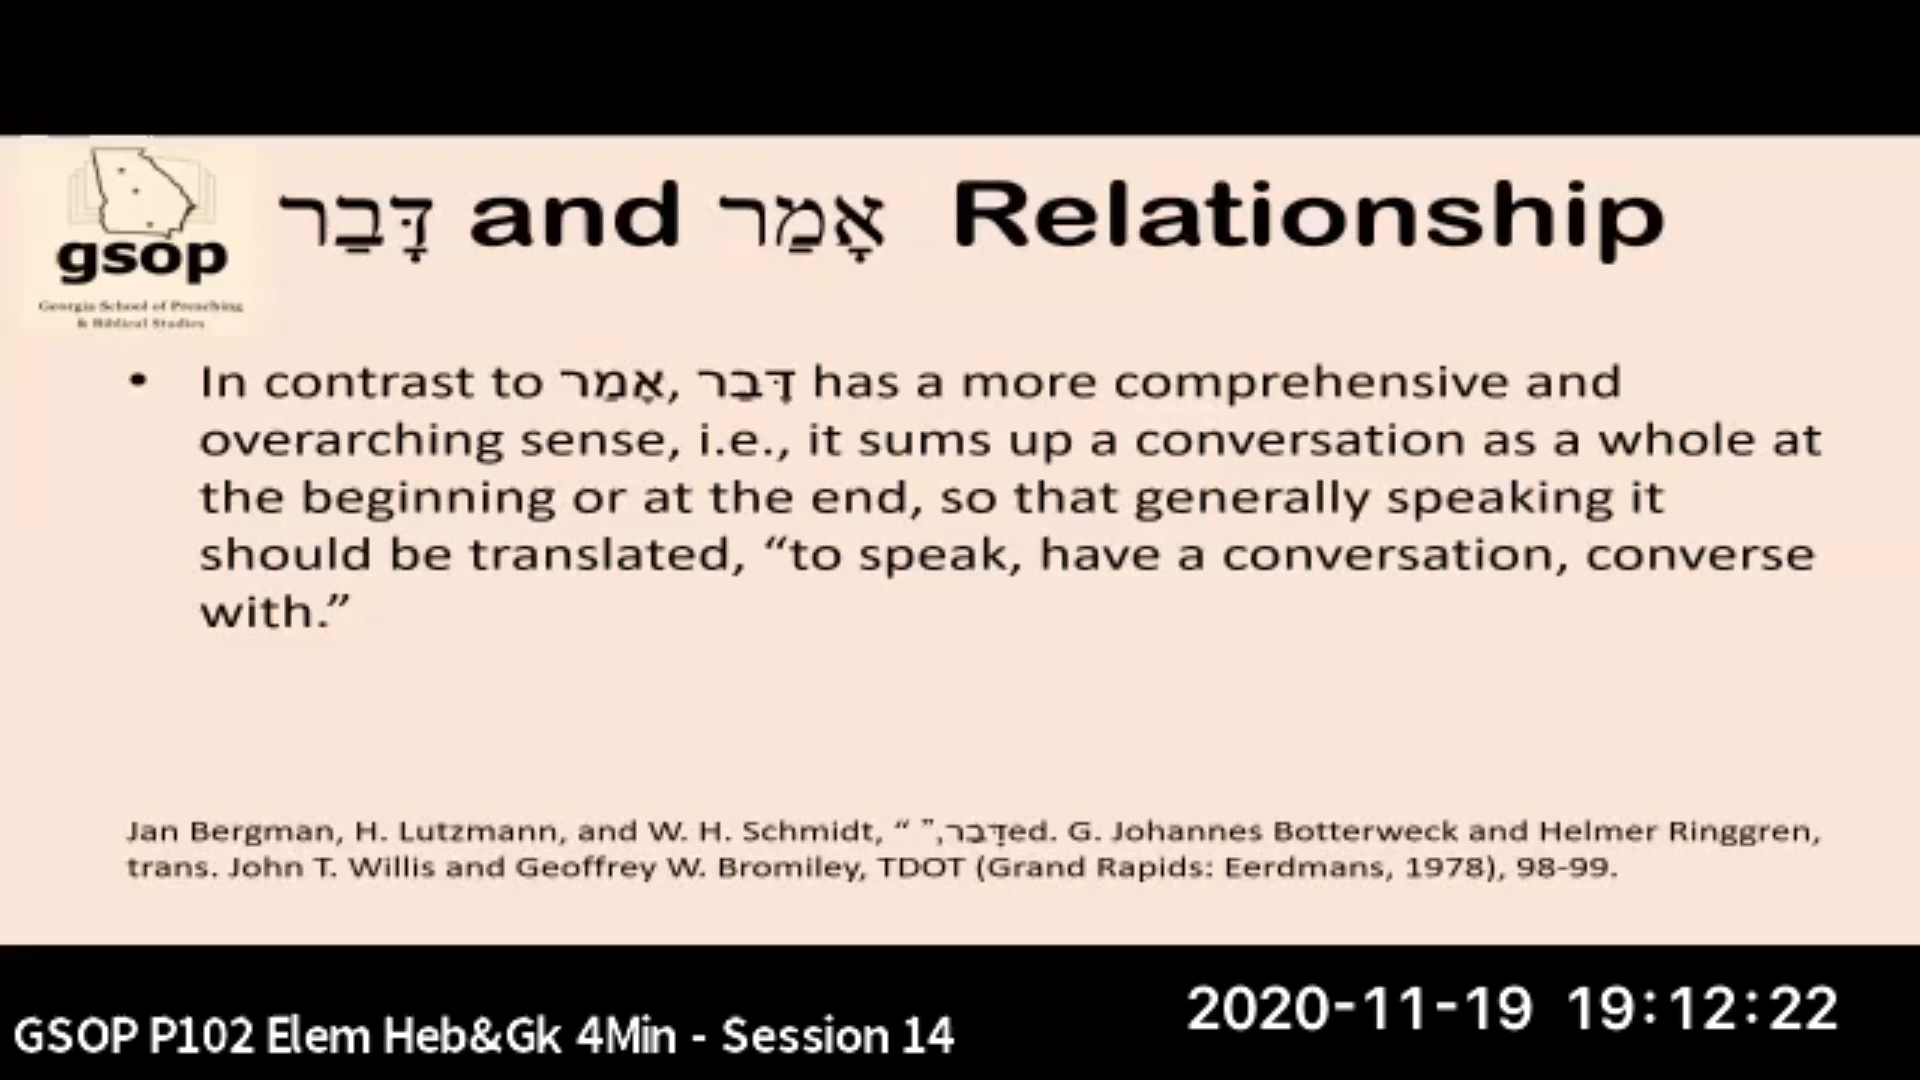 gsop
Georgia School of Preaching
& Biblical Studies
דָּבַר and אָמַר Relationship
• In contrast to אָמַר, דָּבַר has a more comprehensive and
overarching sense, i.e., it sums up a conversation as a whole at
the beginning or at the end, so that generally speaking it
should be translated, “to speak, have a conversation, converse
with.”
Jan Bergman, H. Lutzmann, and W. H. Schmidt, “ דָּבר,” ed. G. Johannes Botterweck and Helmer Ringgren,
trans. John T. Willis and Geoffrey W. Bromiley, TDOT (Grand Rapids: Eerdmans, 1978), 98-99.
2020-11-19 19:12:22
GSOP P102 Elem Heb&Gk 4Min - Session 14